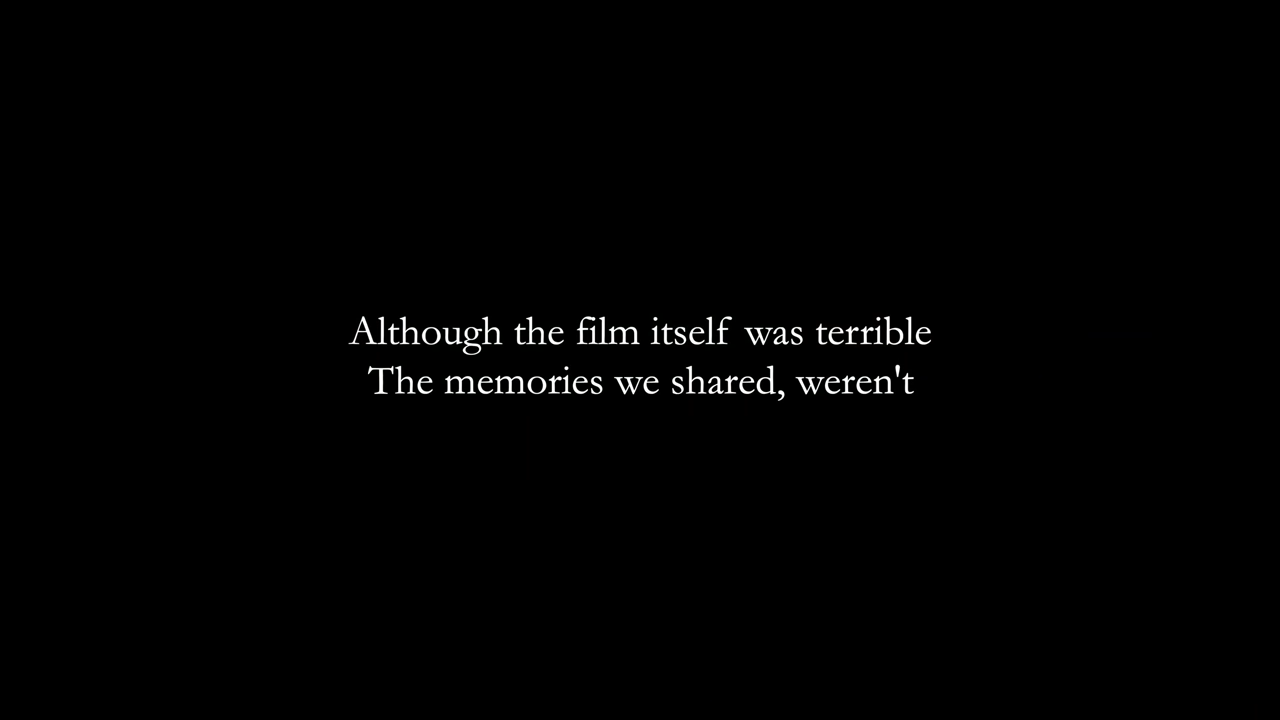 Although the film itself was terrible
The memories we shared, weren't